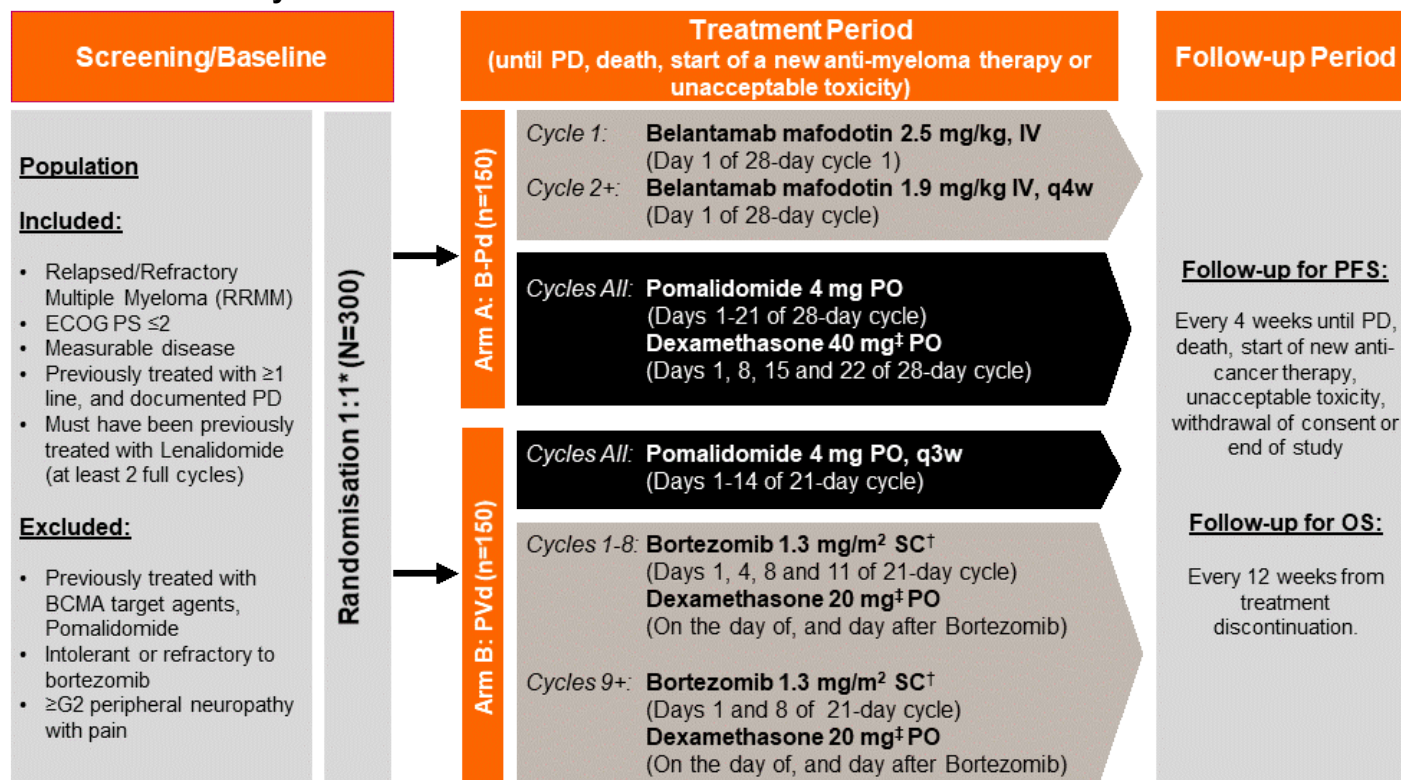 Screening/Baseline
Treatment Period
(until PD, death, start of a new anti-myeloma therapy or
unacceptable toxicity)
Follow-up Period
Population
Included:
• Relapsed/Refractory
Multiple Myeloma (RRMM)
• ECOG PS ≤2
• Measurable disease
• Previously treated with ≥1
line, and documented PD
• Must have been previously
treated with Lenalidomide
(at least 2 full cycles)
Excluded:
• Previously treated with
BCMA target agents,
Pomalidomide
• Intolerant or refractory to
bortezomib
• ≥G2 peripheral neuropathy
with pain
Randomisation 1:1* (N=300)
Arm A: B-Pd (n=150)
Cycle 1: Belantamab mafodotin 2.5 mg/kg, IV
(Day 1 of 28-day cycle 1)
Cycle 2+: Belantamab mafodotin 1.9 mg/kg IV, q4w
(Day 1 of 28-day cycle)
Cycles All: Pomalidomide 4 mg PO
(Days 1-21 of 28-day cycle)
Dexamethasone 40 mg‡ PO
(Days 1, 8, 15 and 22 of 28-day cycle)
Arm B: PVd (n=150)
Cycles All: Pomalidomide 4 mg PO, q3w
(Days 1-14 of 21-day cycle)
Cycles 1-8: Bortezomib 1.3 mg/m² SC†
(Days 1, 4, 8 and 11 of 21-day cycle)
Dexamethasone 20 mg‡ PO
(On the day of, and day after Bortezomib)
Cycles 9+: Bortezomib 1.3 mg/m² SC†
(Days 1 and 8 of 21-day cycle)
Dexamethasone 20 mg‡ PO
(On the day of, and day after Bortezomib)
Follow-up for PFS:
Every 4 weeks until PD,
death, start of new anti-
cancer therapy,
unacceptable toxicity,
withdrawal of consent or
end of study
Follow-up for OS:
Every 12 weeks from
treatment
discontinuation.